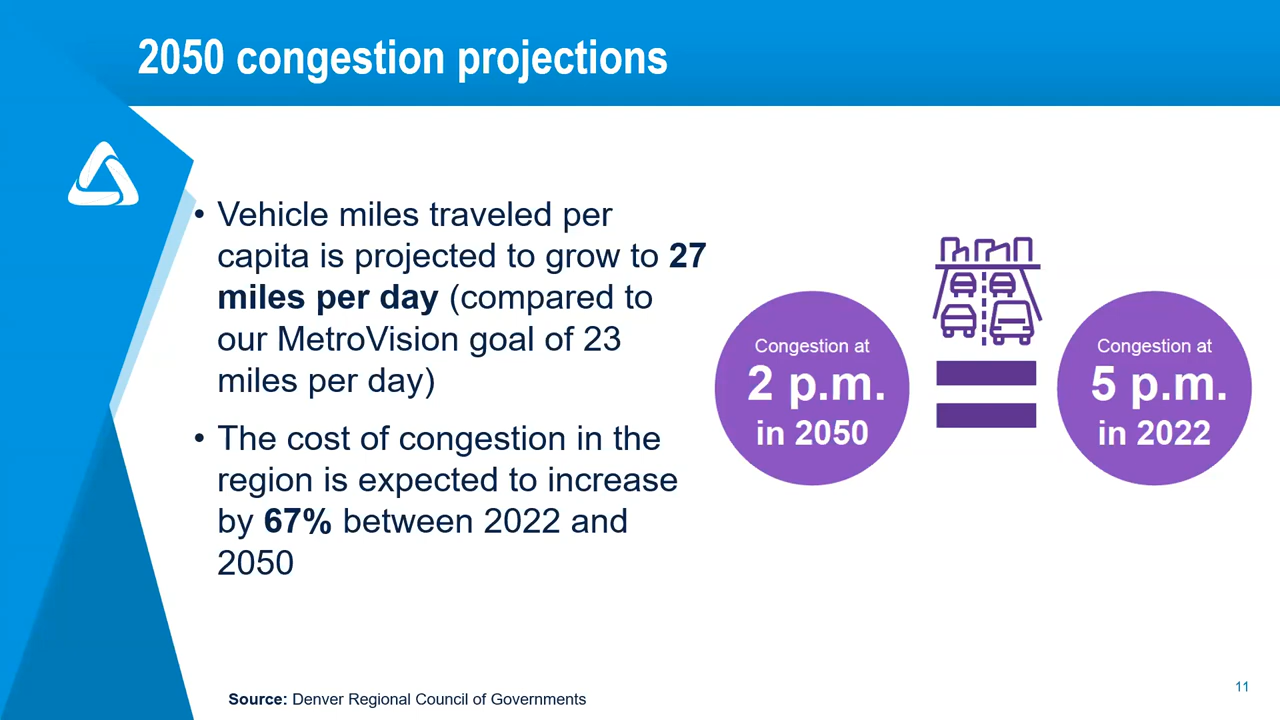 2050 congestion projections
• Vehicle miles traveled per
capita is projected to grow to 27
miles per day (compared to
our MetroVision goal of 23
miles per day)
• The cost of congestion in the
region is expected to increase
by 67% between 2022 and
2050
Congestion at
2 p.m.
in 2050
Congestion at
5 p.m.
in 2022
Source: Denver Regional Council of Governments
11